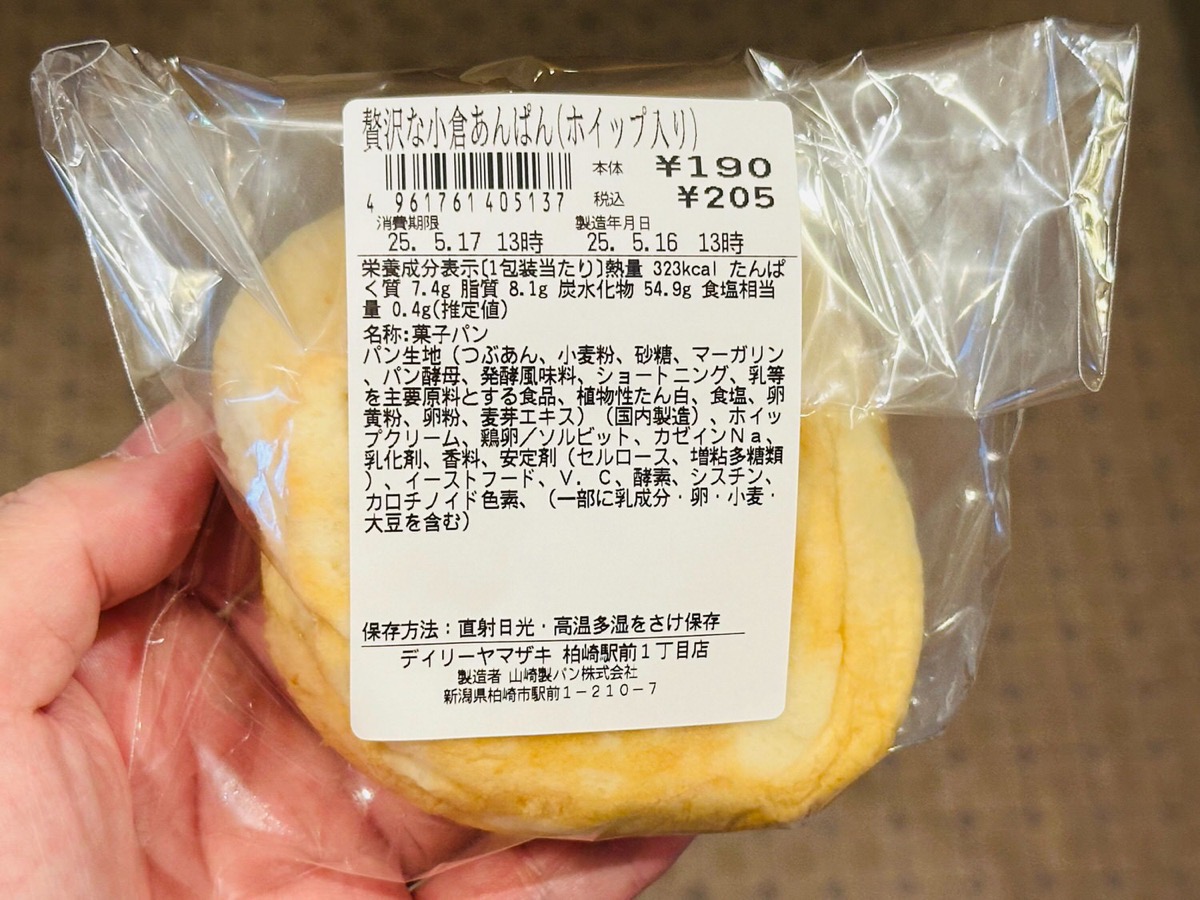 贅沢な小倉あんぱん(ホイップ入り)
本体 ¥190
4 961761 405137 税込 ¥205
消費期限 製造年月日
25. 5.17 13時 25. 5.16 13時
栄養成分表示[1包装当たり]熱量 323kcal たんぱ
く質 7.4g 脂質 8.1g 炭水化物 54.9g 食塩相当
量 0.4g(推定値)
名称:菓子パン
パン生地（つぶあん、小麦粉、砂糖、マーガリン
、パン酵母、発酵風味料、ショートニング、乳等
を主要原料とする食品、植物性たん白、食塩、卵
黄粉、卵粉、麦芽エキス）（国内製造）、ホイッ
プクリーム、鶏卵／ソルビット、カゼインＮａ、
乳化剤、香料、安定剤（セルロース、増粘多糖類
）、イーストフード、Ｖ．Ｃ、酵素、シスチン、
カロチノイド色素、（一部に乳成分・卵・小麦・
大豆を含む）
保存方法：直射日光・高温多湿をさけ保存
デイリーヤマザキ 柏崎駅前１丁目店
製造者 山崎製パン株式会社
新潟県柏崎市駅前１−２１０−７